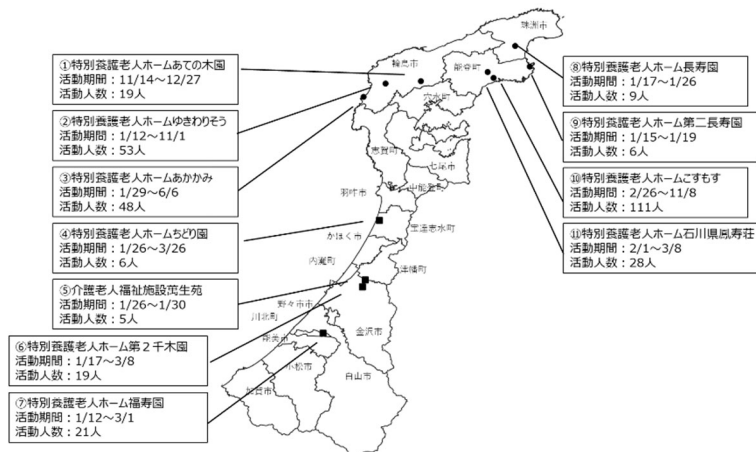 ①特別養護老人ホームあての木園
活動期間：11/14～12/27
活動人数：19人
②特別養護老人ホームゆきわりそう
活動期間：1/12～11/1
活動人数：53人
③特別養護老人ホームあかかみ
活動期間：1/29～6/6
活動人数：48人
④特別養護老人ホームちどり園
活動期間：1/26～3/26
活動人数：6人
⑤介護老人福祉施設萬生苑
活動期間：1/26～1/30
活動人数：5人
⑥特別養護老人ホーム第２千木園
活動期間：1/17～3/8
活動人数：19人
⑦特別養護老人ホーム福寿園
活動期間：1/12～3/1
活動人数：21人
⑧特別養護老人ホーム長寿園
活動期間：1/17～1/26
活動人数：9人
⑨特別養護老人ホーム第二長寿園
活動期間：1/15～1/19
活動人数：6人
⑩特別養護老人ホームこすもす
活動期間：2/26～11/8
活動人数：111人
⑪特別養護老人ホーム石川県鳳寿荘
活動期間：2/1～3/8
活動人数：28人
珠洲市
輪島市
能登町
穴水町
志賀町
七尾市
中能登町
羽咋市
宝達志水町
かほく市
津幡町
内灘町
金沢市
野々市市
川北町
能美市
小松市
白山市
加賀市